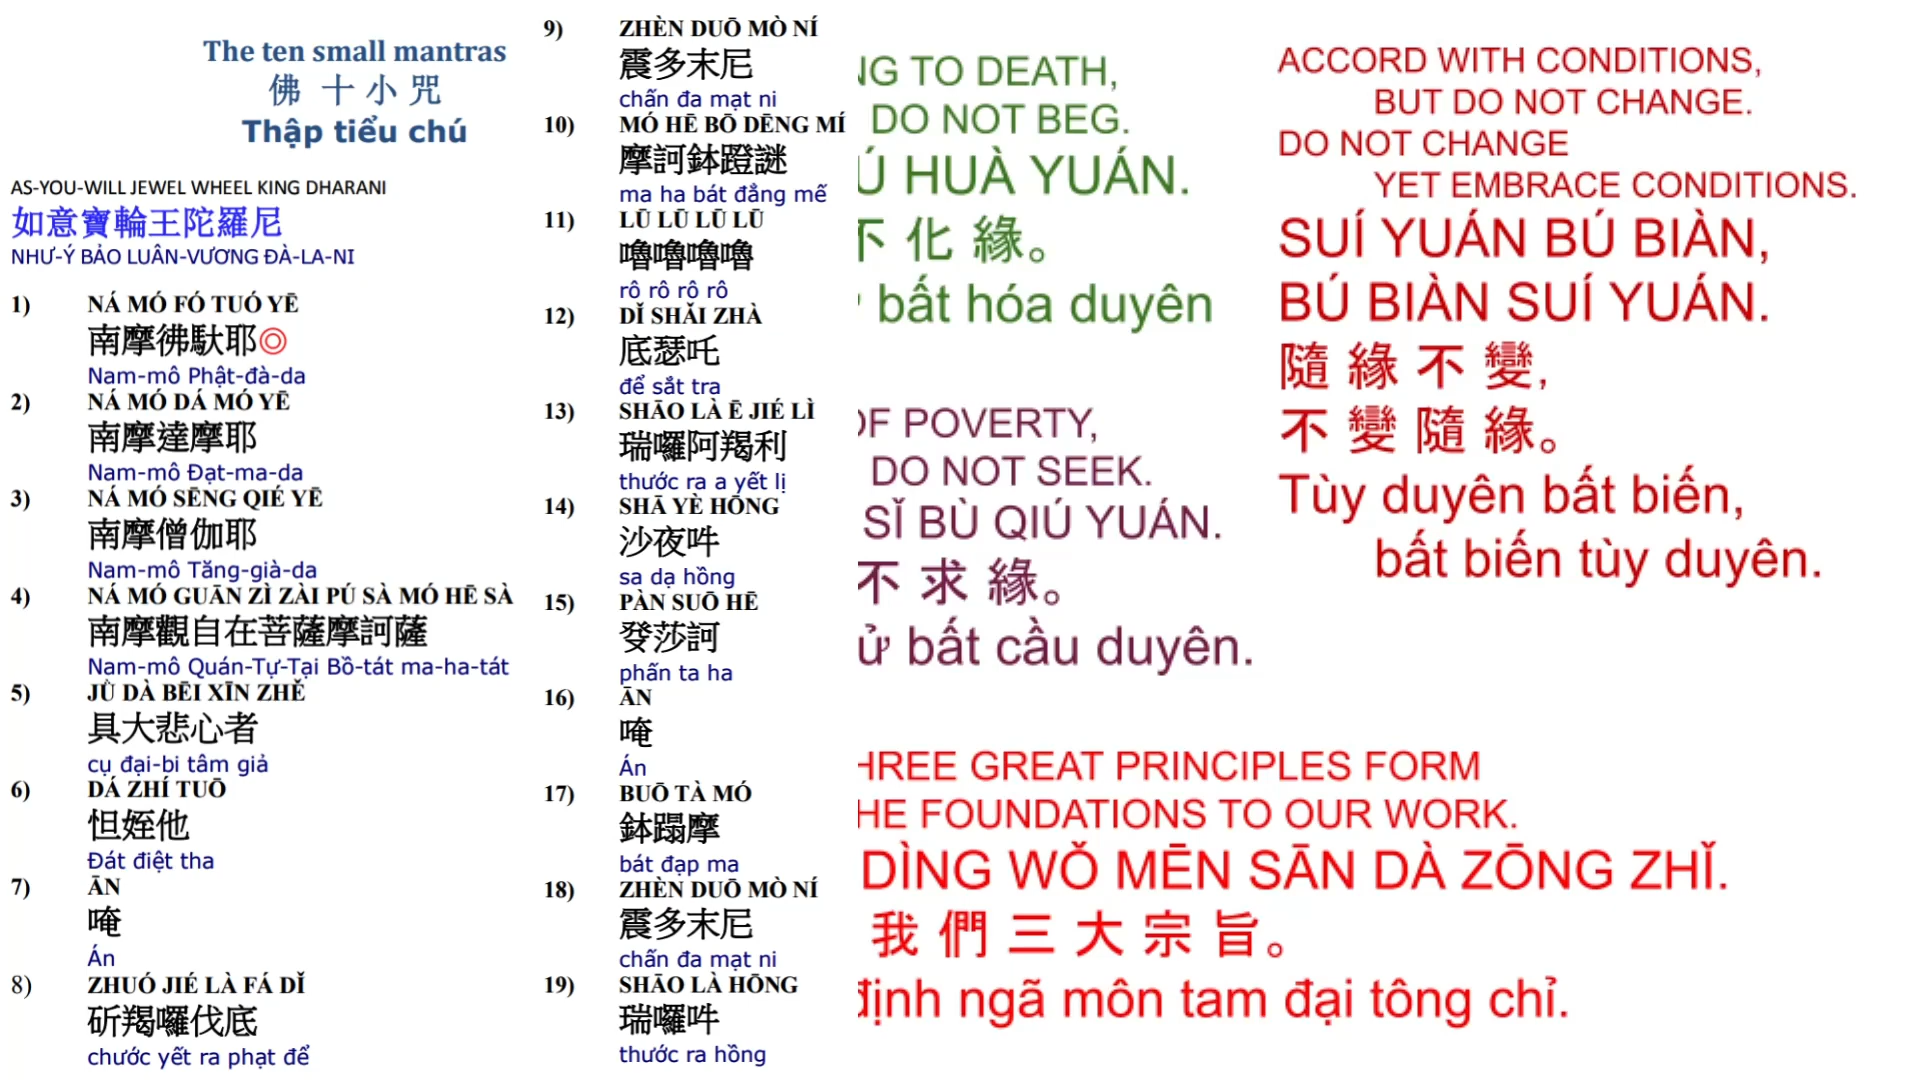 The ten small mantras
佛 十 小 咒
Thập tiểu chú
AS-YOU-WILL JEWEL WHEEL KING DHARANI
如意寶輪王陀羅尼
NHƯ-Ý BẢO LUÂN-VƯƠNG ĐÀ-LA-NI
1) NÁ MÓ FÓ TUÓ YĒ
南摩彿馱耶◎
Nam-mô Phật-đà-da
2) NÁ MÓ DÁ MÓ YĒ
南摩達摩耶
Nam-mô Đạt-ma-da
3) NÁ MÓ SĒNG QIÉ YĒ
南摩僧伽耶
Nam-mô Tăng-già-da
4) NÁ MÓ GUĀN ZÌ ZÀI PÚ SÀ MÓ HĒ SÀ
南摩觀自在菩薩摩訶薩
Nam-mô Quán-Tự-Tại Bồ-tát ma-ha-tát
5) JÙ DÀ BĒI XĪN ZHĚ
具大悲心者
cụ đại-bi tâm giả
6) DÁ ZHÍ TUŌ
怛姪他
Đát điệt tha
7) ĀN
唵
Án
8) ZHUÓ JIÉ LÀ FÁ DǏ
斫羯囉伐底
chước yết ra phạt để
9) ZHÈN DUŌ MÒ NÍ
震多末尼
chấn đa mạt ni
10) MÓ HĒ BŌ DĒNG MÍ
摩訶鉢蹬謎
ma ha bát đẳng mế
11) LŪ LŪ LŪ LŪ
嚕嚕嚕嚕
rô rô rô rô
12) DǏ SHǍI ZHÀ
底瑟吒
để sắt tra
13) SHĀO LÀ Ē JIÉ LÌ
瑞囉阿羯利
thước ra a yết lị
14) SHĀ YÈ HŌNG
沙夜吽
sa dạ hồng
15) PÀN SUŌ HĒ
癹莎訶
phấn ta ha
16) ĀN
唵
Án
17) BUŌ TÀ MÓ
鉢蹋摩
bát đạp ma
18) ZHÈN DUŌ MÒ NÍ
震多末尼
chấn đa mạt ni
19) SHĀO LÀ HŌNG
瑞囉吽
thước ra hồng
NG TO DEATH,
DO NOT BEG.
Ú HUÀ YUÁN.
不 化 緣。
bất hóa duyên
OF POVERTY,
DO NOT SEEK.
SǏ BÙ QIÚ YUÁN.
不 求 緣。
ử bất cầu duyên.
ACCORD WITH CONDITIONS,
BUT DO NOT CHANGE.
DO NOT CHANGE
YET EMBRACE CONDITIONS.
SUÍ YUÁN BÚ BIÀN,
BÚ BIÀN SUÍ YUÁN.
隨 緣 不 變,
不 變 隨 緣。
Tùy duyên bất biến,
bất biến tùy duyên.
HREE GREAT PRINCIPLES FORM
HE FOUNDATIONS TO OUR WORK.
DÌNG WǑ MĒN SĀN DÀ ZŌNG ZHǏ.
我 們 三 大 宗 旨。
định ngã môn tam đại tông chỉ.